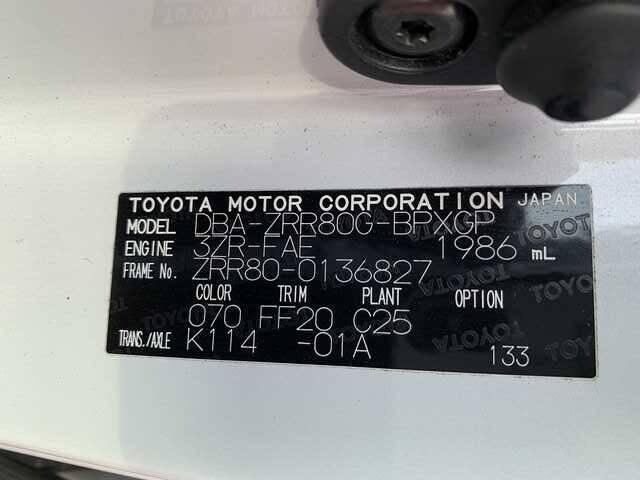 TOYOTA MOTOR CORPORATION JAPAN
MODEL DBA-ZRR80G-BPXGP
ENGINE 3ZR-FAE 1986 mL
FRAME No. ZRR80-0136827
COLOR TRIM PLANT OPTION
070 FF20 C25
TRANS./AXLE K114 -01A 133